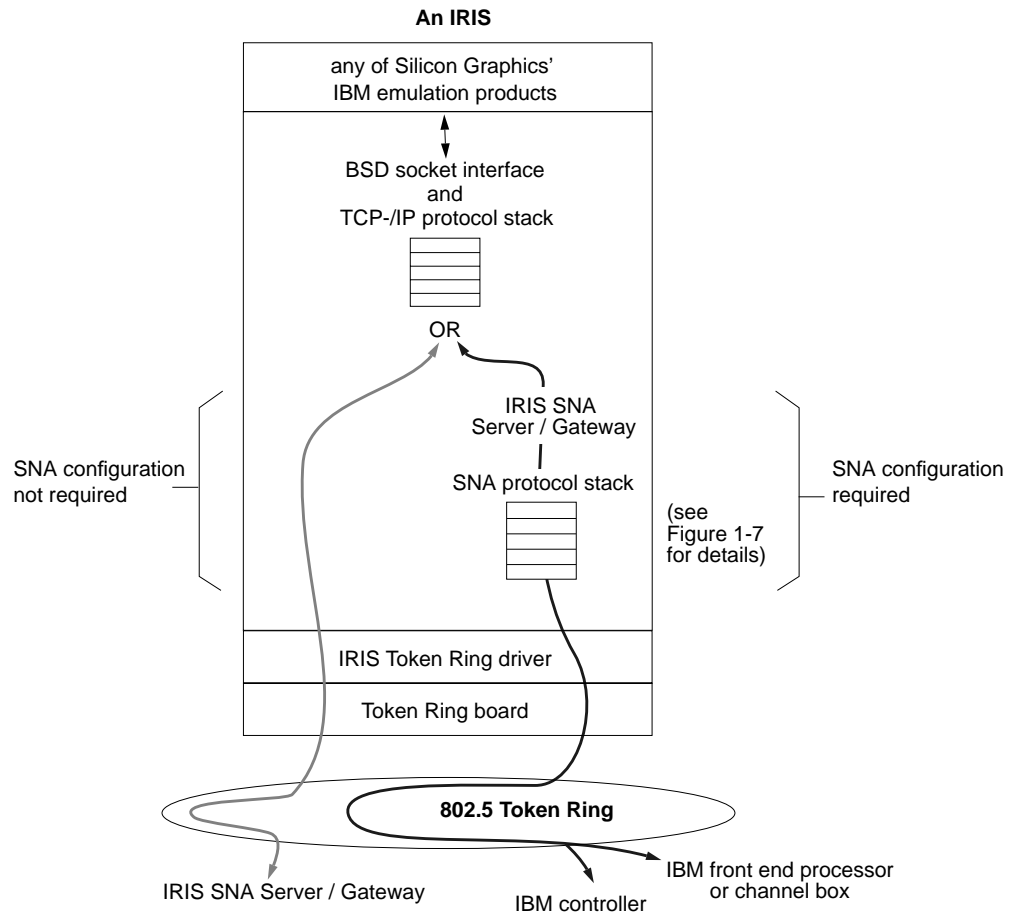 An IRIS
any of Silicon Graphics’
IBM emulation products
BSD socket interface
and
TCP-/IP protocol stack
OR
IRIS SNA
Server / Gateway
SNA protocol stack
SNA configuration
not required
(see
Figure 1-7
for details)
SNA configuration
required
IRIS Token Ring driver
Token Ring board
802.5 Token Ring
IRIS SNA Server / Gateway
IBM controller
IBM front end processor
or channel box